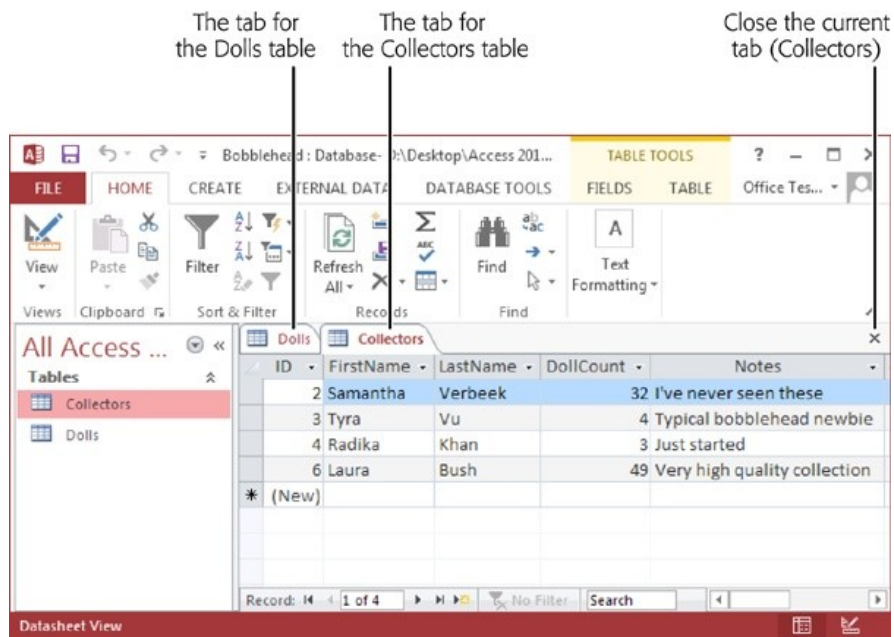 The tab for
the Dolls table
The tab for
the Collectors table
Close the current
tab (Collectors)
Bobblehead : Database- D:\Desktop\Access 201...
TABLE TOOLS
?
FILE HOME CREATE EXTERNAL DATA DATABASE TOOLS FIELDS TABLE Office Tes...
View
Paste
Filter
Refresh
All
Find
Text
Formatting
Views Clipboard Sort & Filter Records Find
All Access ...
Tables
Collectors
Dolls
Dolls Collectors
ID FirstName LastName DollCount Notes
2 Samantha Verbeek 32 I've never seen these
3 Tyra Vu 4 Typical bobblehead newbie
4 Radika Khan 3 Just started
6 Laura Bush 49 Very high quality collection
(New)
Record: 1 of 4 No Filter Search
Datasheet View